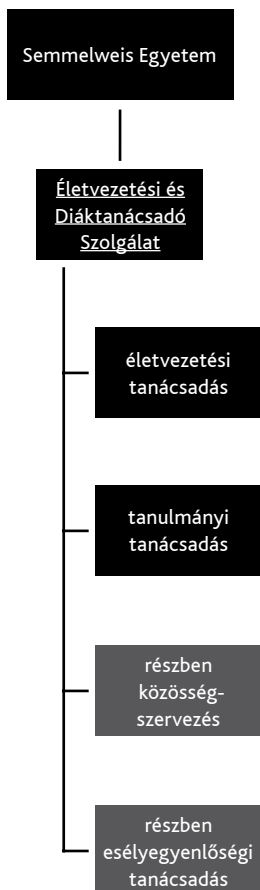 Semmelweis Egyetem
Életvezetési és
Diáktanácsadó
Szolgálat
életvezetési
tanácsadás
tanulmányi
tanácsadás
részben
közösség-
szervezés
részben
esélyegyenlőségi
tanácsadás